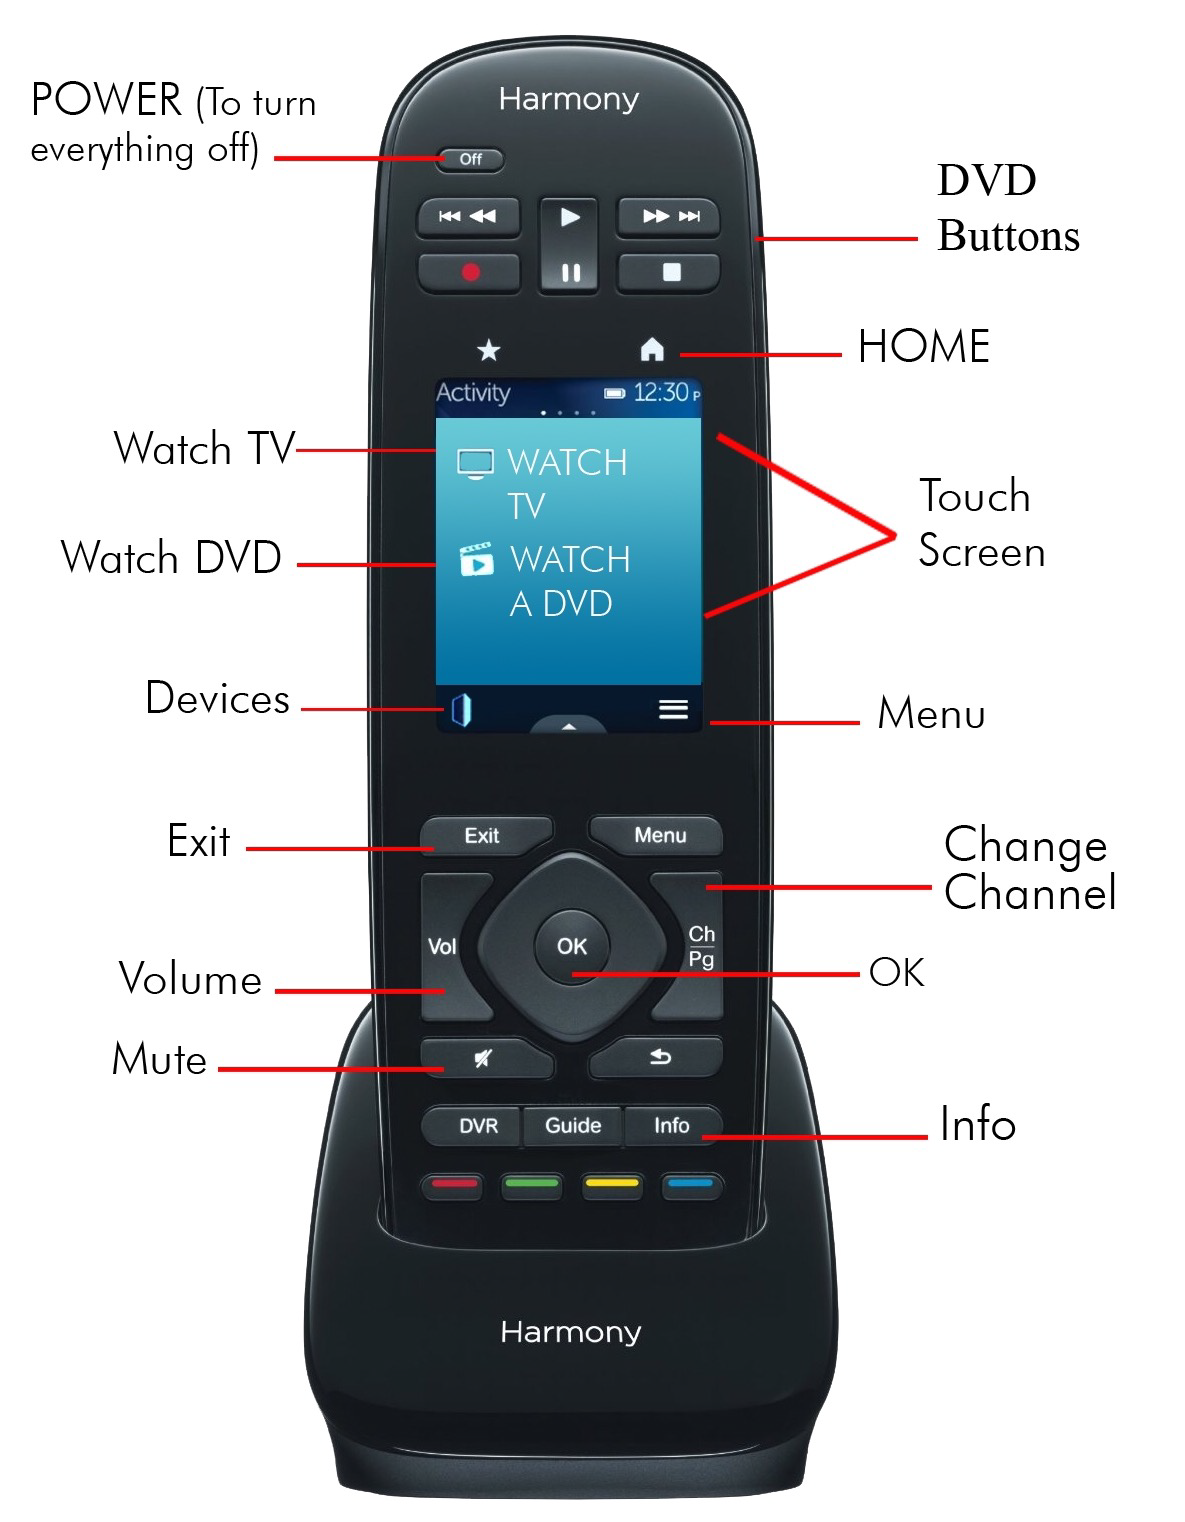 Harmony
POWER (To turn
everything off)
Off
DVD
Buttons
HOME
Activity
12:30 P
Watch TV
WATCH
TV
Touch
Screen
Watch DVD
WATCH
A DVD
Devices
Menu
Exit
Exit
Menu
Change
Channel
Vol
OK
Ch
Pg
Volume
OK
Mute
DVR
Guide
Info
Info
Harmony